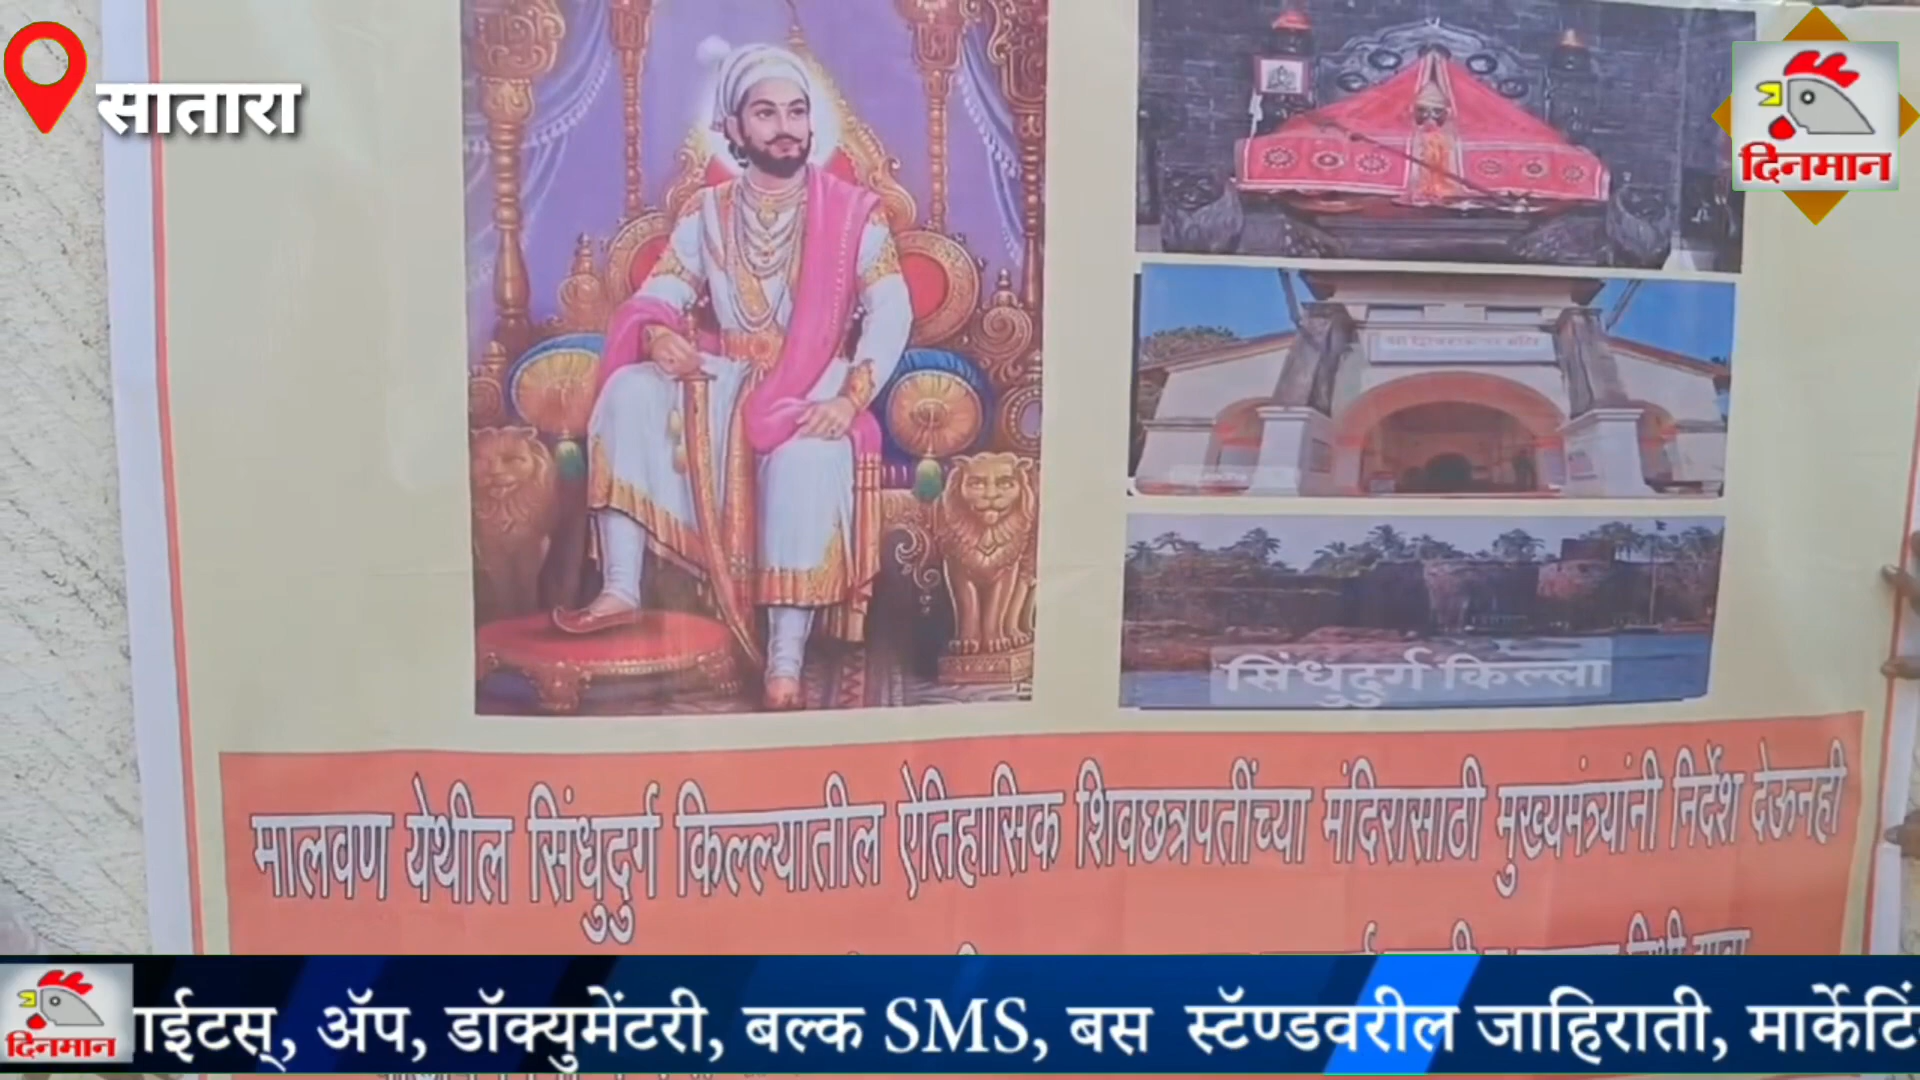 सातारा
दिनमान
सिंधुदुर्ग किल्ला
मालवण येथील सिंधुदुर्ग किल्ल्यातील ऐतिहासिक शिवछत्रपतींच्या मंदिरासाठी मुख्यमंत्र्यांनी निर्देश देऊनही
दिनमान
ाईटस्, ॲप, डॉक्युमेंटरी, बल्क SMS, बस स्टॅण्डवरील जाहिराती, मार्केटिं